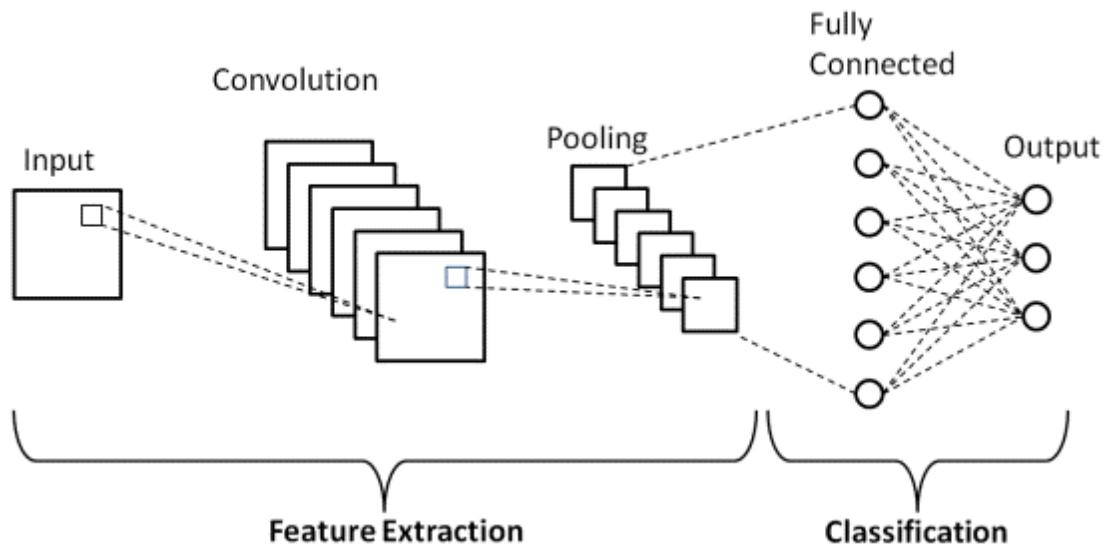 Input
Convolution
Pooling
Fully
Connected
Output
Feature Extraction
Classification